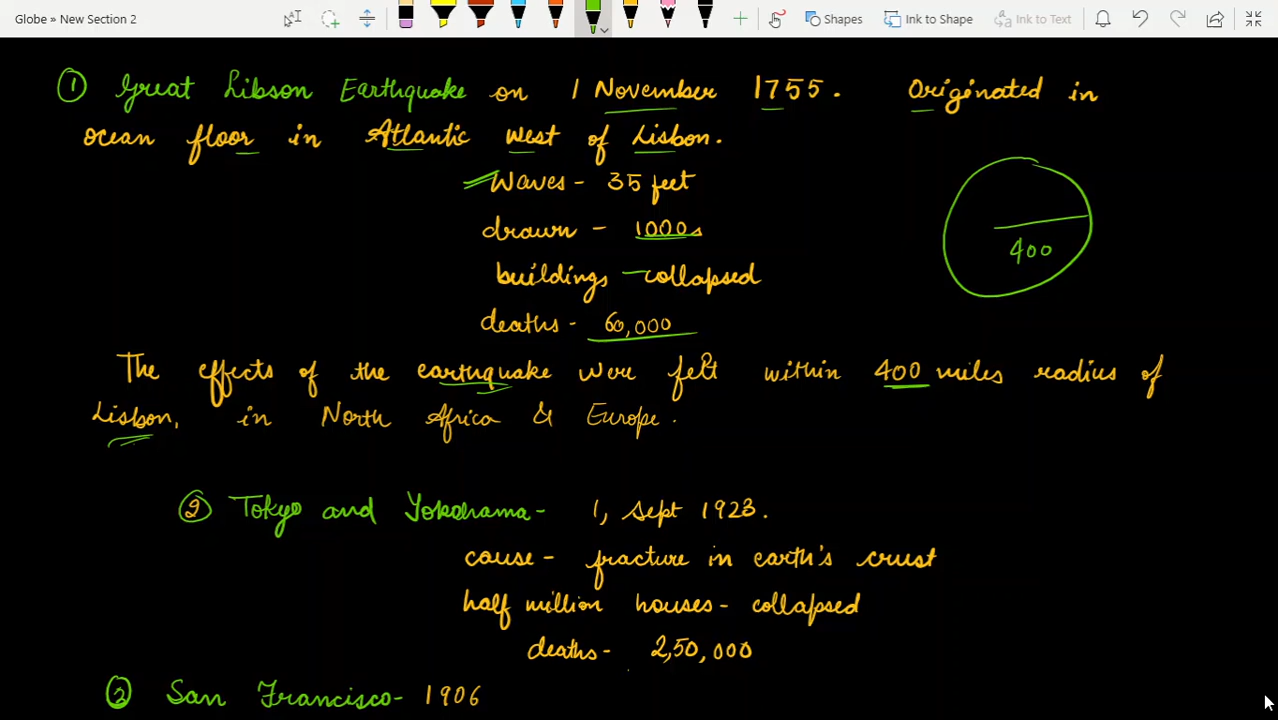 Globe » New Section 2
Shapes
Ink to Shape
Ink to Text
① Great Libson Earthquake on 1 November 1755. Originated in
ocean floor in Atlantic West of Lisbon.
Waves - 35 feet
drawn - 1000s
buildings - collapsed
400
deaths - 60,000
The effects of the earthquake were felt within 400 miles radius of
Lisbon, in North Africa & Europe.
② Tokyo and Yokohama - 1, Sept 1923.
cause - fracture in earth's crust
half million houses - collapsed
deaths - 2,50,000
② San Francisco - 1906